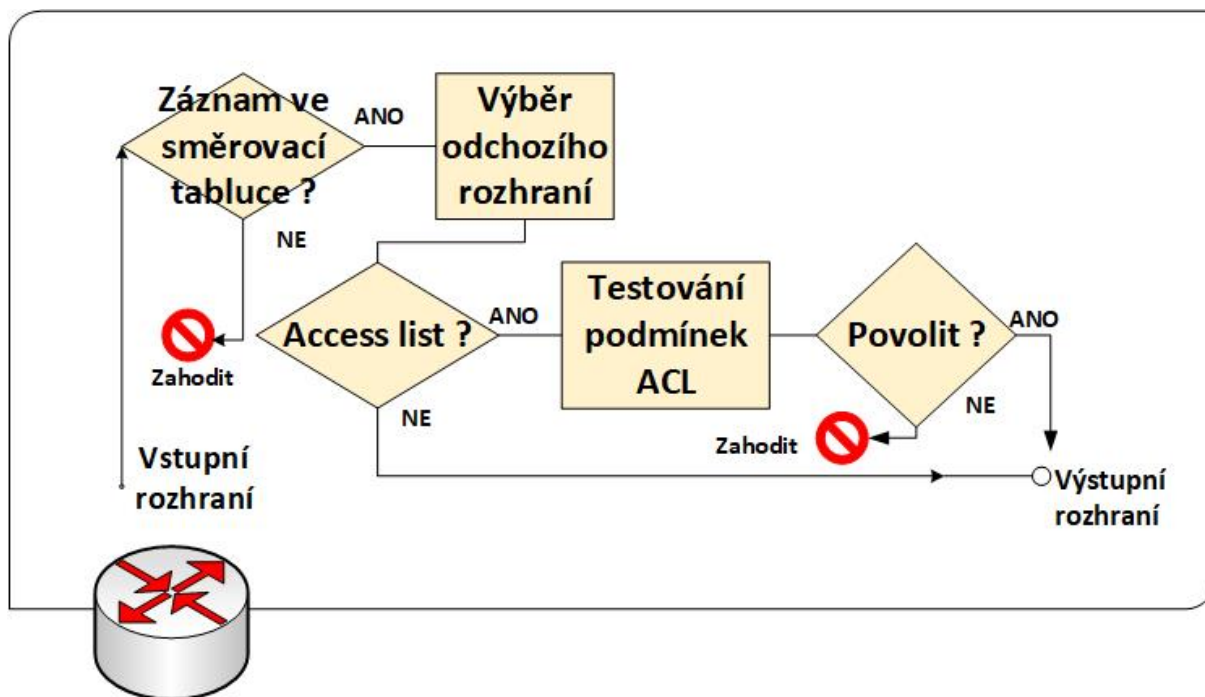 Záznam ve
směrovací
tabluce ?
ANO
Výběr
odchozího
rozhraní
NE
Zahodit
Access list ?
ANO
Testování
podmínek
ACL
Povolit ?
ANO
NE
NE
Zahodit
Vstupní
rozhraní
Výstupní
rozhraní